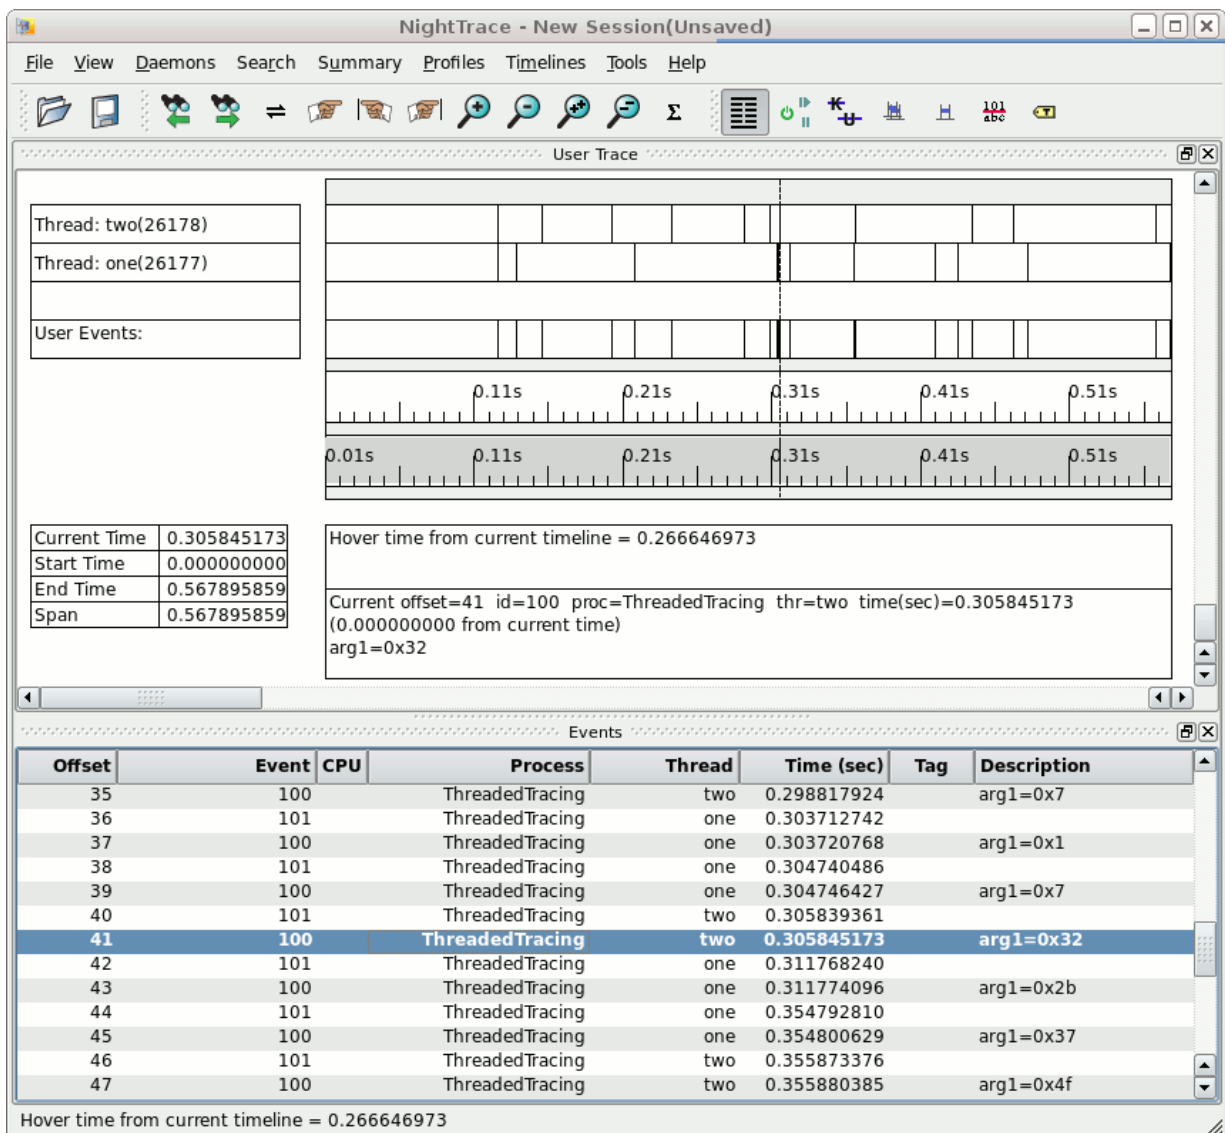 NightTrace - New Session(Unsaved)
File View Daemons Search Summary Profiles Timelines Tools Help
Σ K U 101 abc T
User Trace
Thread: two(26178)
Thread: one(26177)
User Events:
0.11s 0.21s 0.31s 0.41s 0.51s
0.01s 0.11s 0.21s 0.31s 0.41s 0.51s
Current Time 0.305845173
Start Time 0.000000000
End Time 0.567895859
Span 0.567895859
Hover time from current timeline = 0.266646973
Current offset=41 id=100 proc=ThreadedTracing thr=two time(sec)=0.305845173
(0.000000000 from current time)
arg1=0x32
Events
Offset Event CPU Process Thread Time (sec) Tag Description
35 100 ThreadedTracing two 0.298817924 arg1=0x7
36 101 ThreadedTracing one 0.303712742
37 100 ThreadedTracing one 0.303720768 arg1=0x1
38 101 ThreadedTracing one 0.304740486
39 100 ThreadedTracing one 0.304746427 arg1=0x7
40 101 ThreadedTracing two 0.305839361
41 100 ThreadedTracing two 0.305845173 arg1=0x32
42 101 ThreadedTracing one 0.311768240
43 100 ThreadedTracing one 0.311774096 arg1=0x2b
44 101 ThreadedTracing one 0.354792810
45 100 ThreadedTracing one 0.354800629 arg1=0x37
46 101 ThreadedTracing two 0.355873376
47 100 ThreadedTracing two 0.355880385 arg1=0x4f
Hover time from current timeline = 0.266646973